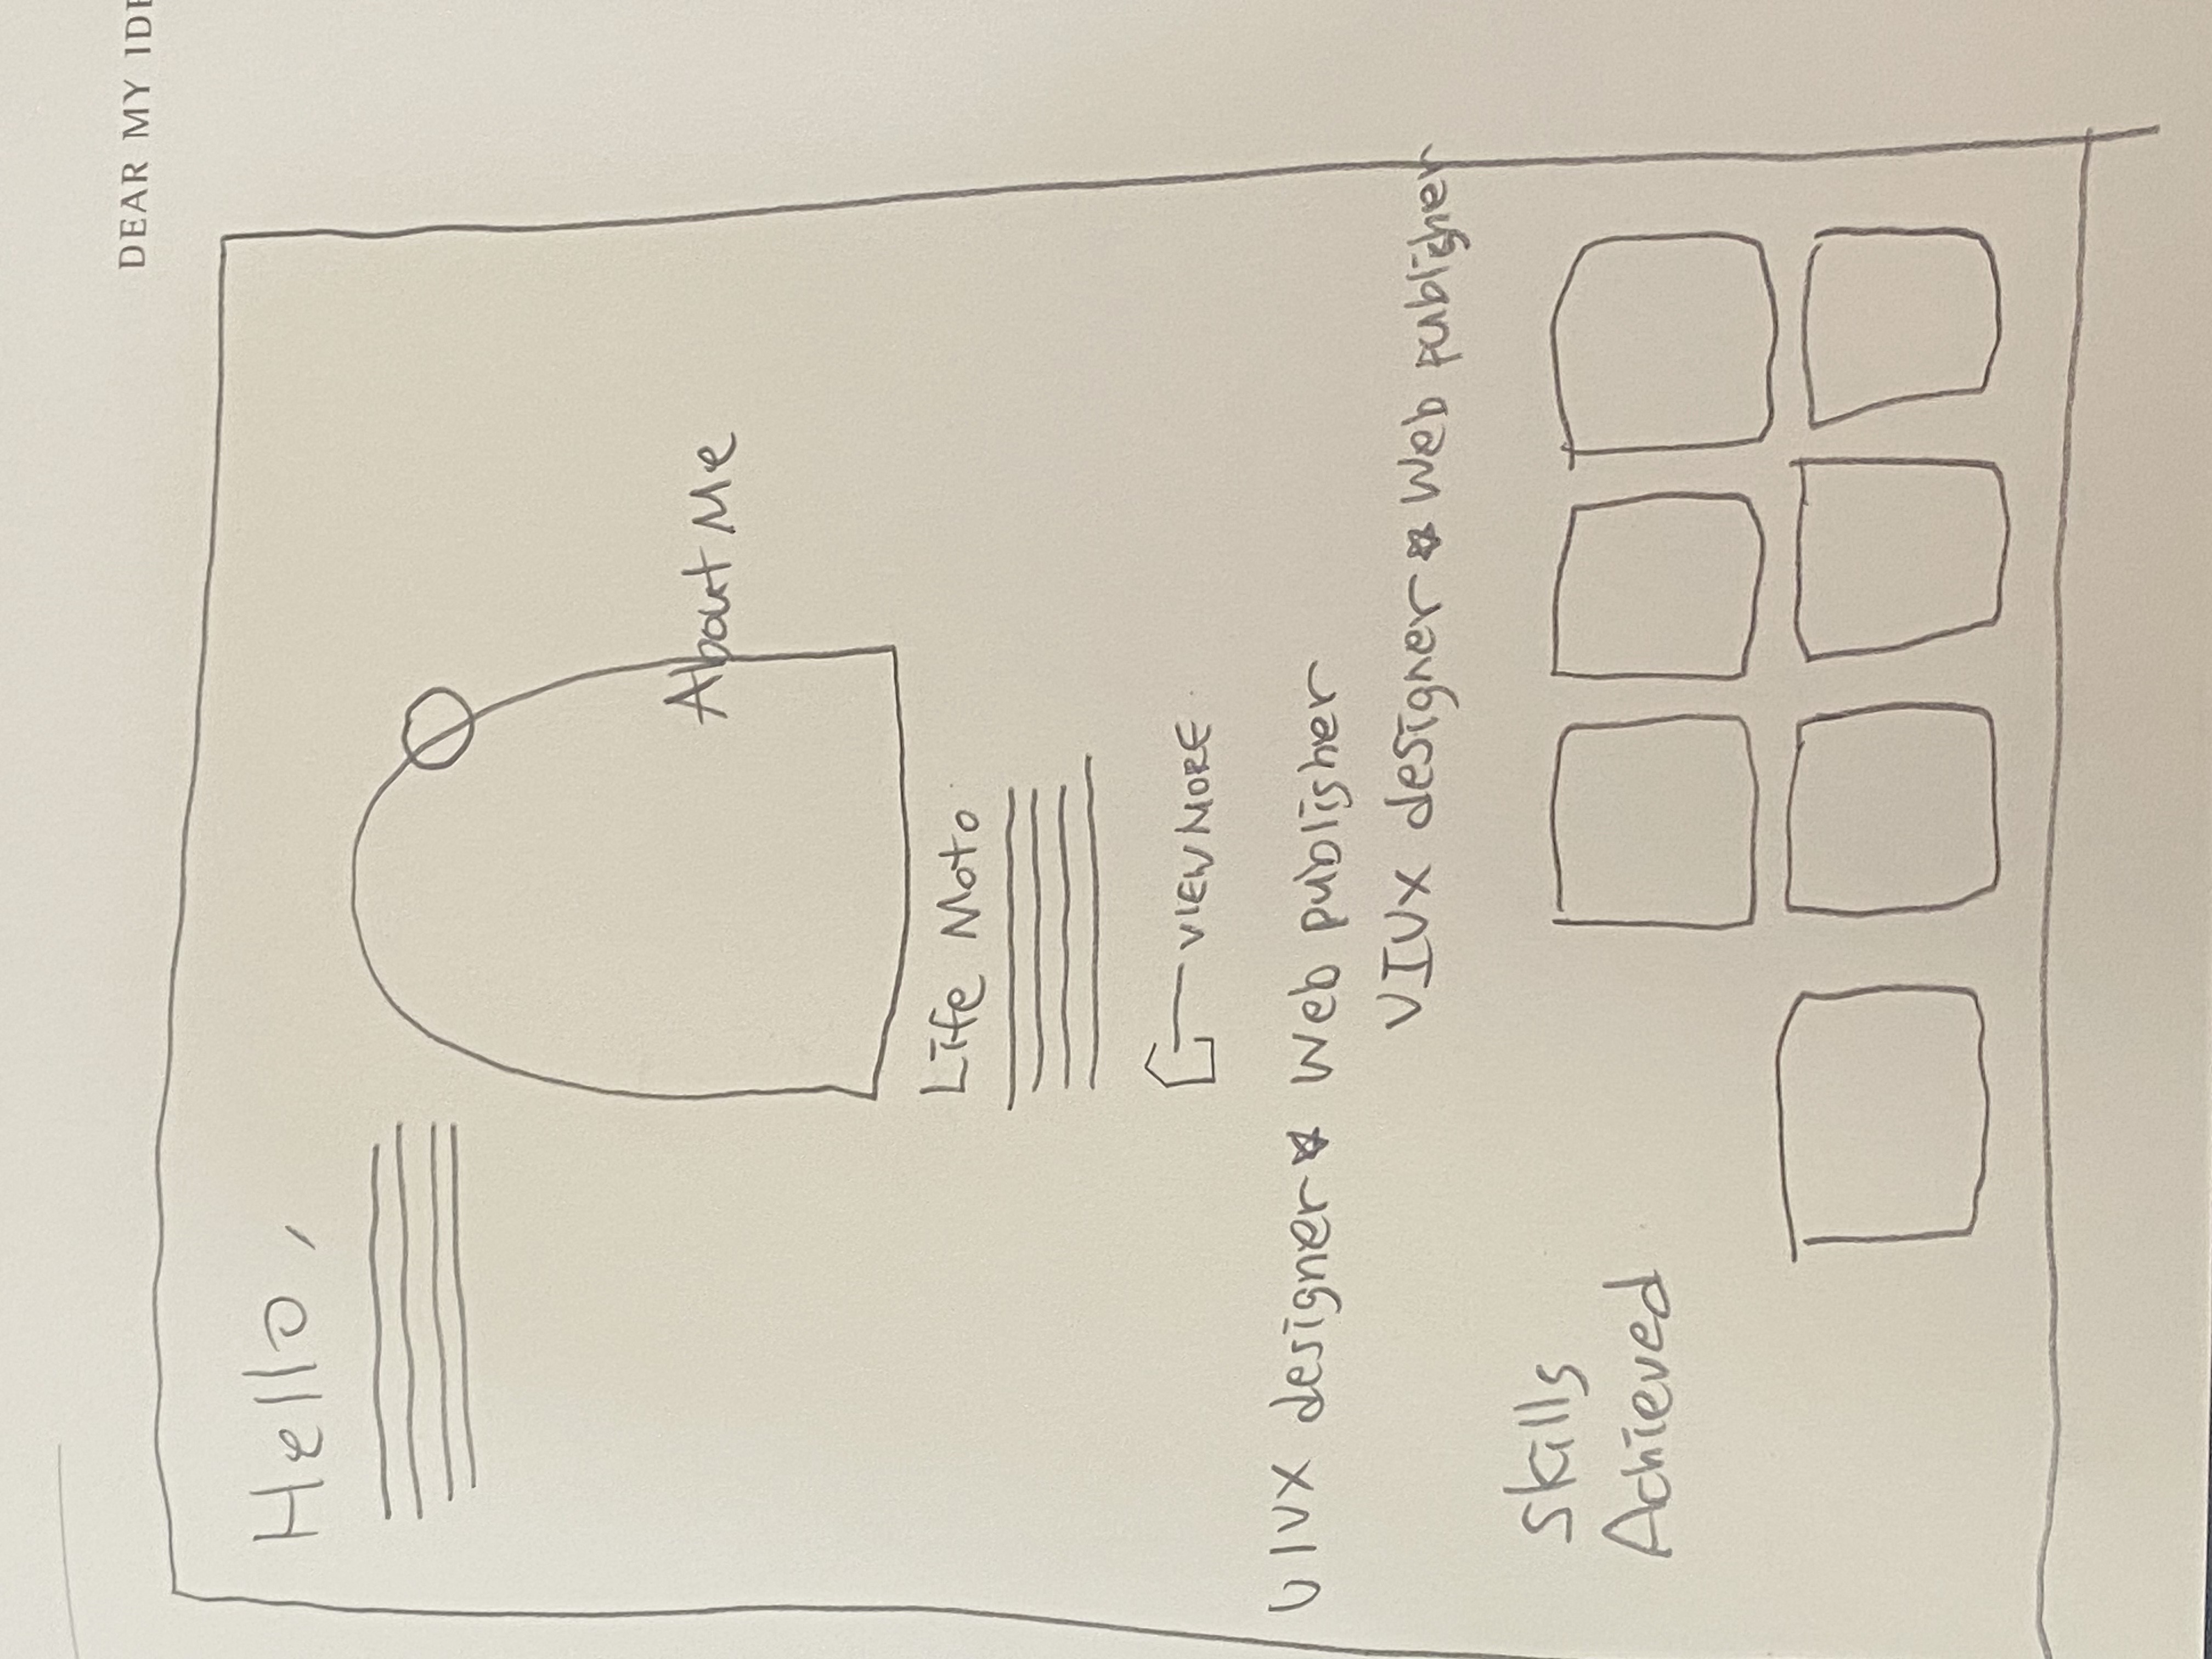 DEAR MY IDE
Hello,
About Me
Life Moto
VIEW MORE
UIUX designer☆ Web publisher
UIUX designer ☆ Web publisher
Skills
Achieved